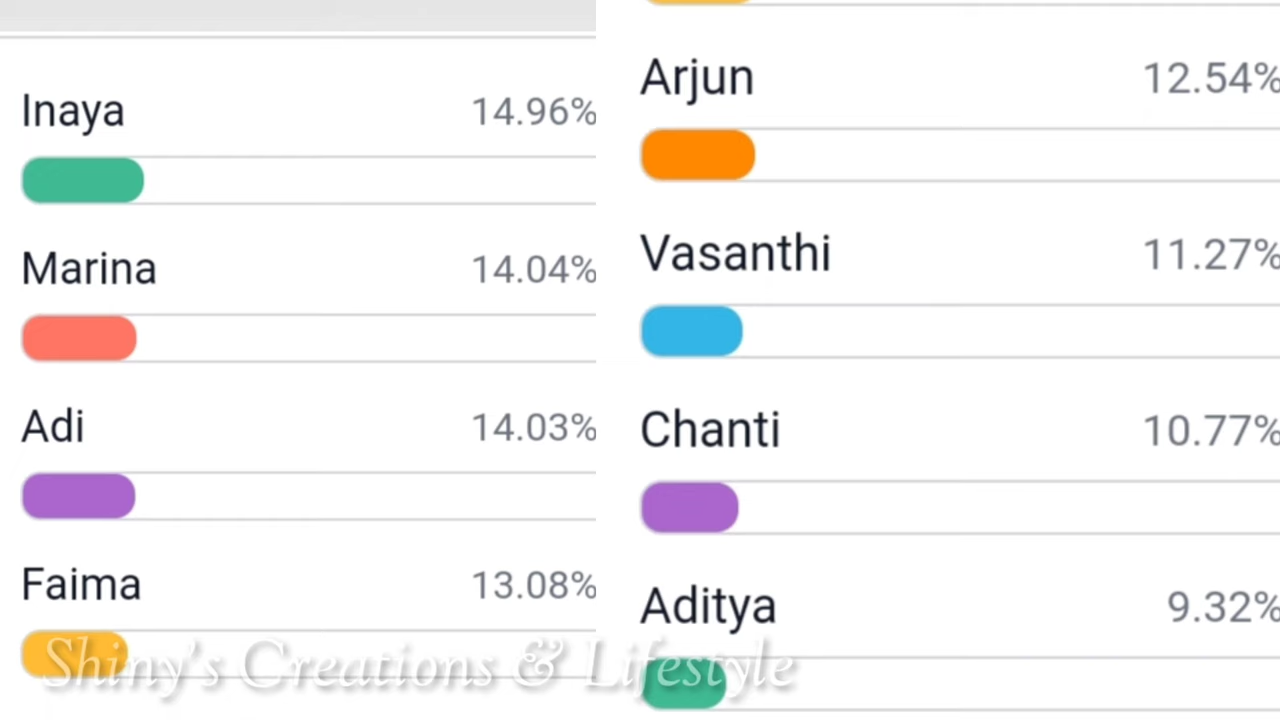 Inaya 14.96%
Marina 14.04%
Adi 14.03%
Faima 13.08%
Arjun 12.54%
Vasanthi 11.27%
Chanti 10.77%
Aditya 9.32%
Shiny's Creations & Lifestyle